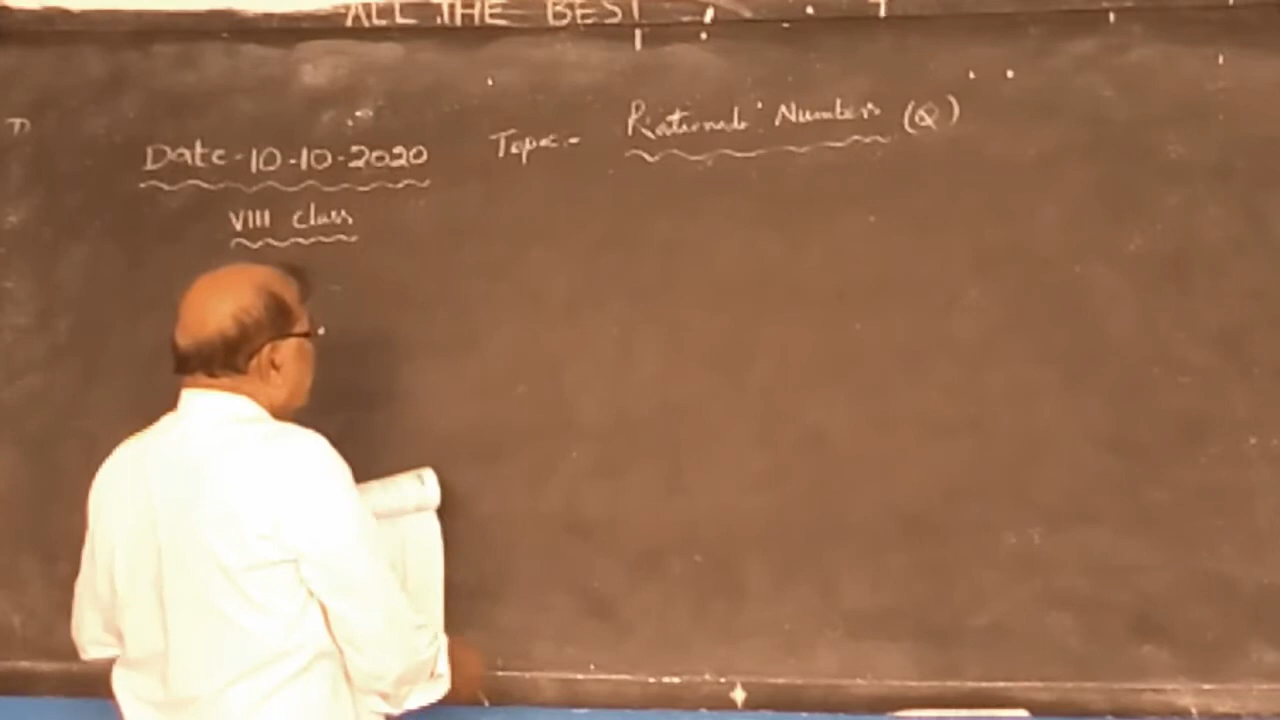 ALL THE BEST
Date-10-10-2020
Topic:- Rational Numbers (Q)
VIII class